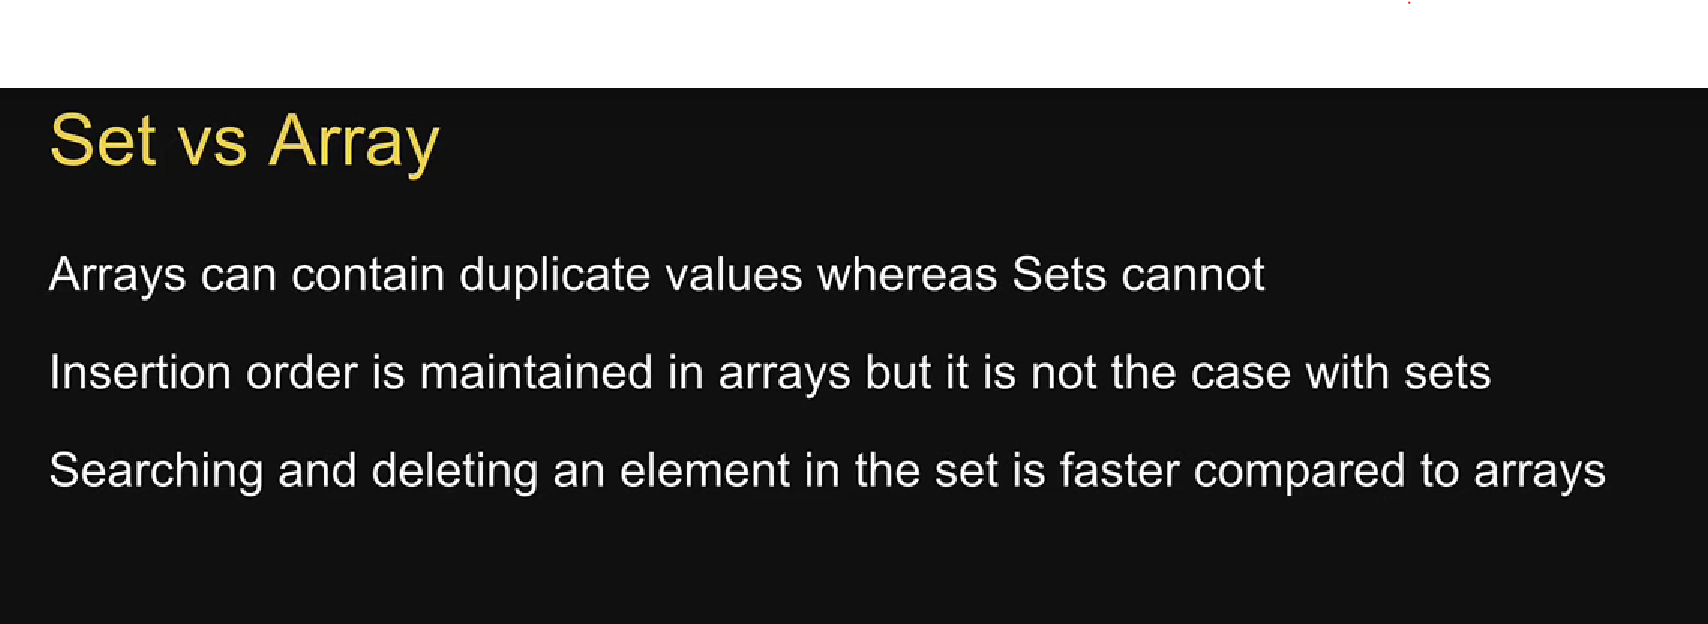 Set vs Array
Arrays can contain duplicate values whereas Sets cannot
Insertion order is maintained in arrays but it is not the case with sets
Searching and deleting an element in the set is faster compared to arrays